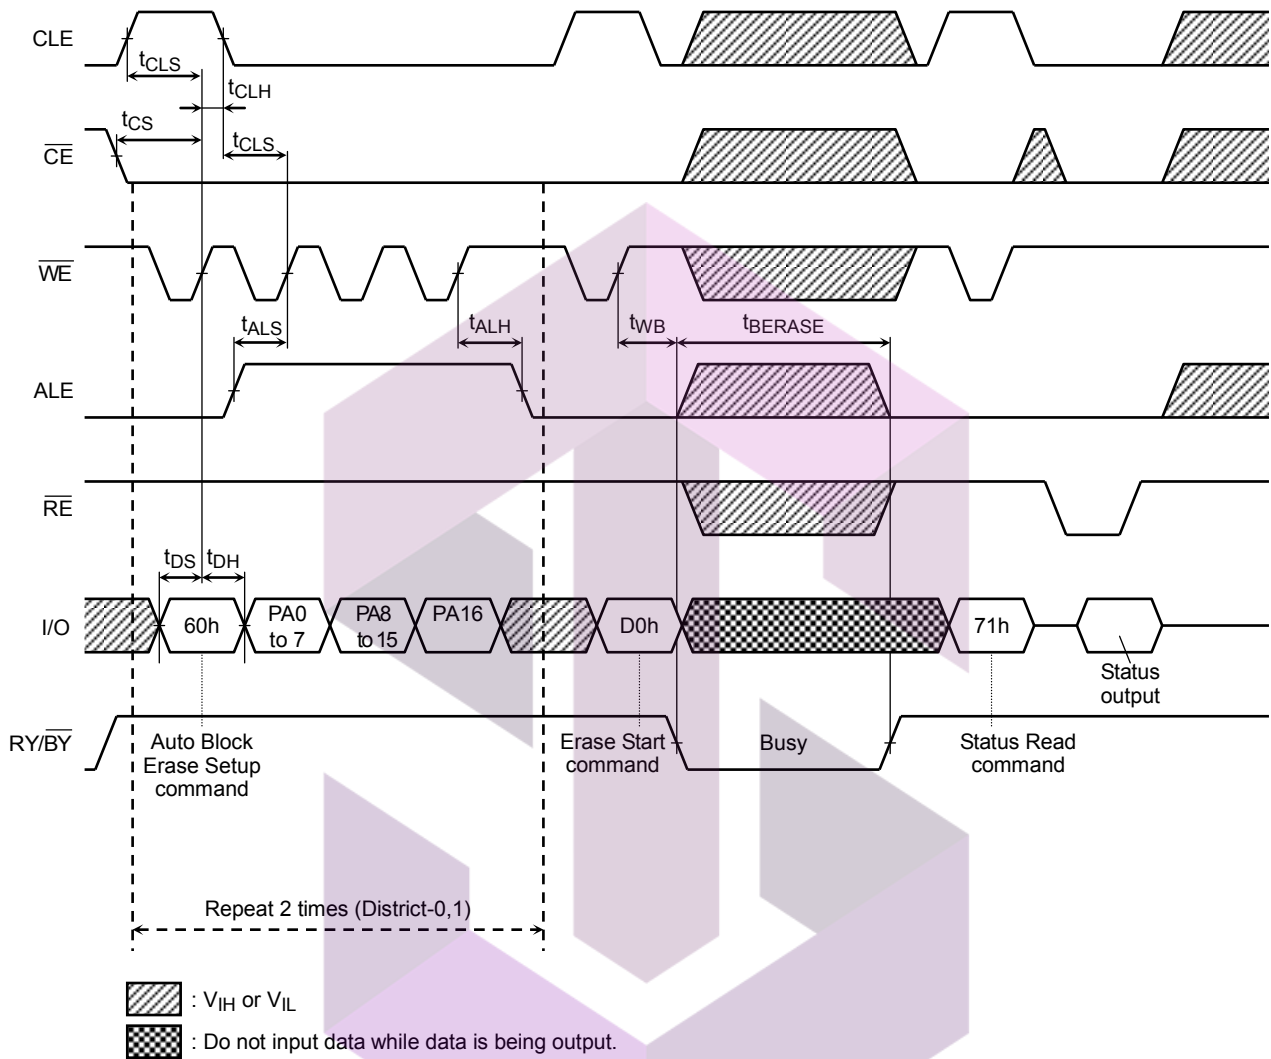 CLE
tCLS
tCLH
tCS
tCLS
CE
WE
tALS
tALH
tWB
tBERASE
ALE
RE
tDS
tDH
I/O
60h
PA0
to 7
PA8
to 15
PA16
D0h
71h
Status
output
RY/BY
Auto Block
Erase Setup
command
Erase Start
command
Busy
Status Read
command
Repeat 2 times (District-0,1)
: VIH or VIL
: Do not input data while data is being output.